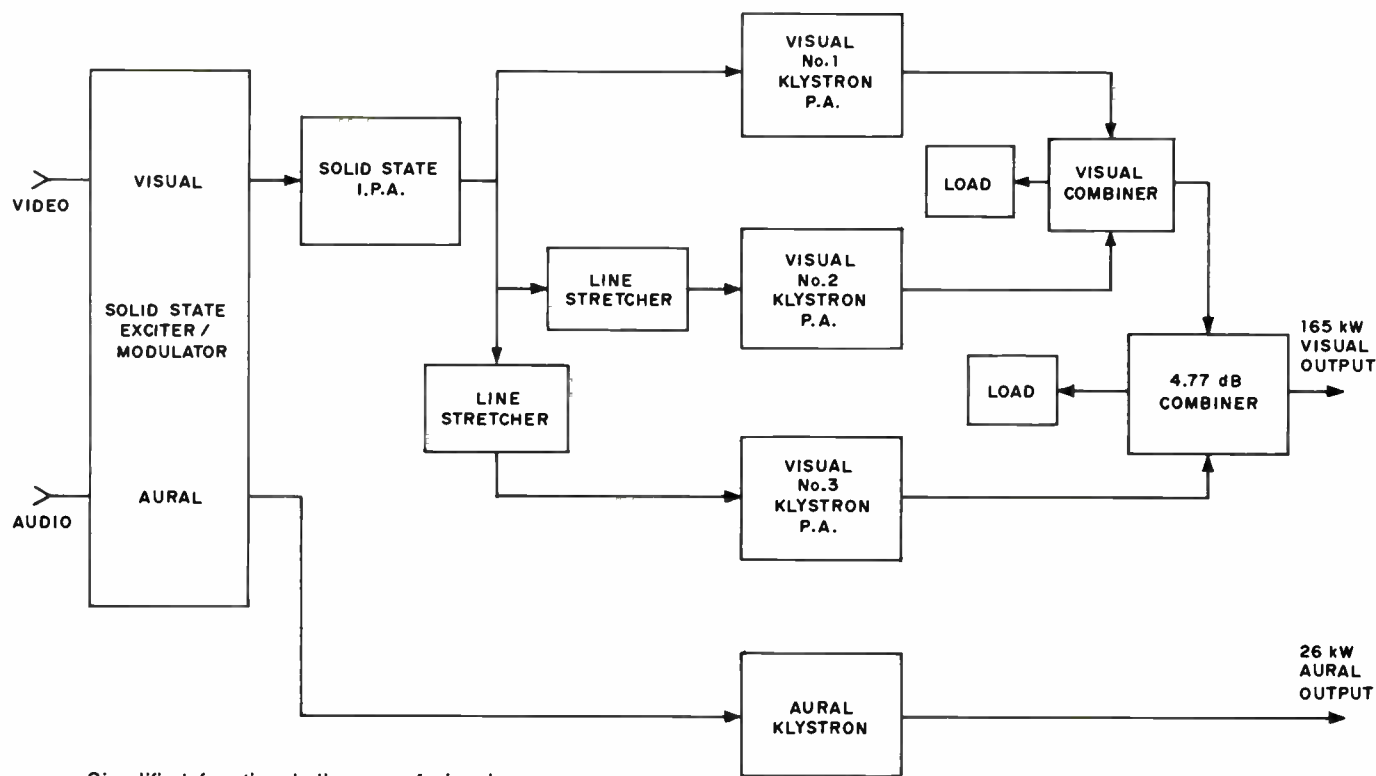 VISUAL
No.1
KLYSTRON
P.A.
VIDEO
VISUAL
SOLID STATE
I.P.A.
LOAD
VISUAL
COMBINER
LINE
STRETCHER
VISUAL
No.2
KLYSTRON
P.A.
SOLID STATE
EXCITER /
MODULATOR
LINE
STRETCHER
LOAD
4.77 dB
COMBINER
165 kW
VISUAL
OUTPUT
AUDIO
AURAL
VISUAL
No.3
KLYSTRON
P.A.
AURAL
KLYSTRON
26 kW
AURAL
OUTPUT